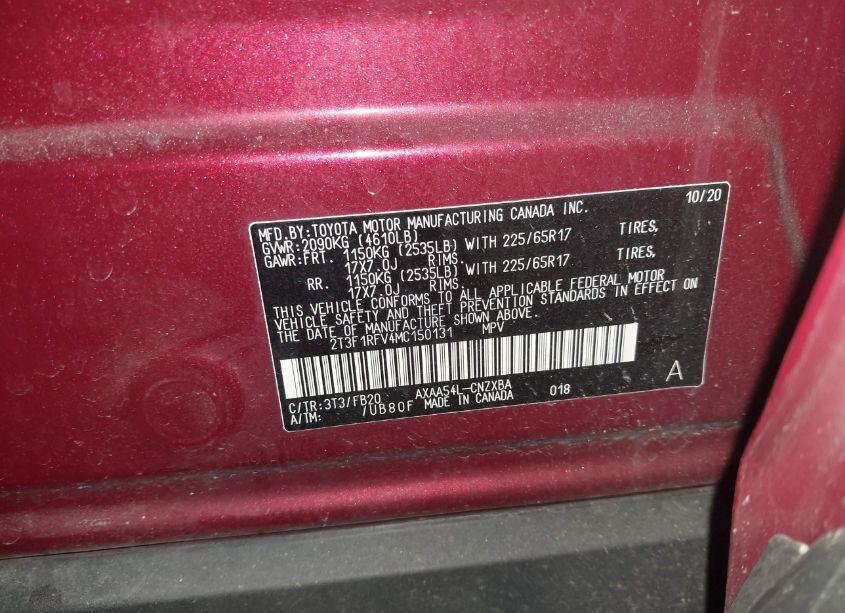 MFD.BY:TOYOTA MOTOR MANUFACTURING CANADA INC. 10/20
GVWR:2090KG (4610LB)
GAWR:FRT. 1150KG (2535LB) WITH 225/65R17 TIRES,
17X7.0J RIMS,
RR. 1150KG (2535LB) WITH 225/65R17 TIRES,
17X7.0J RIMS.
THIS VEHICLE CONFORMS TO ALL APPLICABLE FEDERAL MOTOR
VEHICLE SAFETY AND THEFT PREVENTION STANDARDS IN EFFECT ON
THE DATE OF MANUFACTURE SHOWN ABOVE.
2T3F1RFV4MC150131 MPV
C/TR:3T3/FB20 AXAA54L-CNZXBA 018 A
A/TM: /UB80F MADE IN CANADA